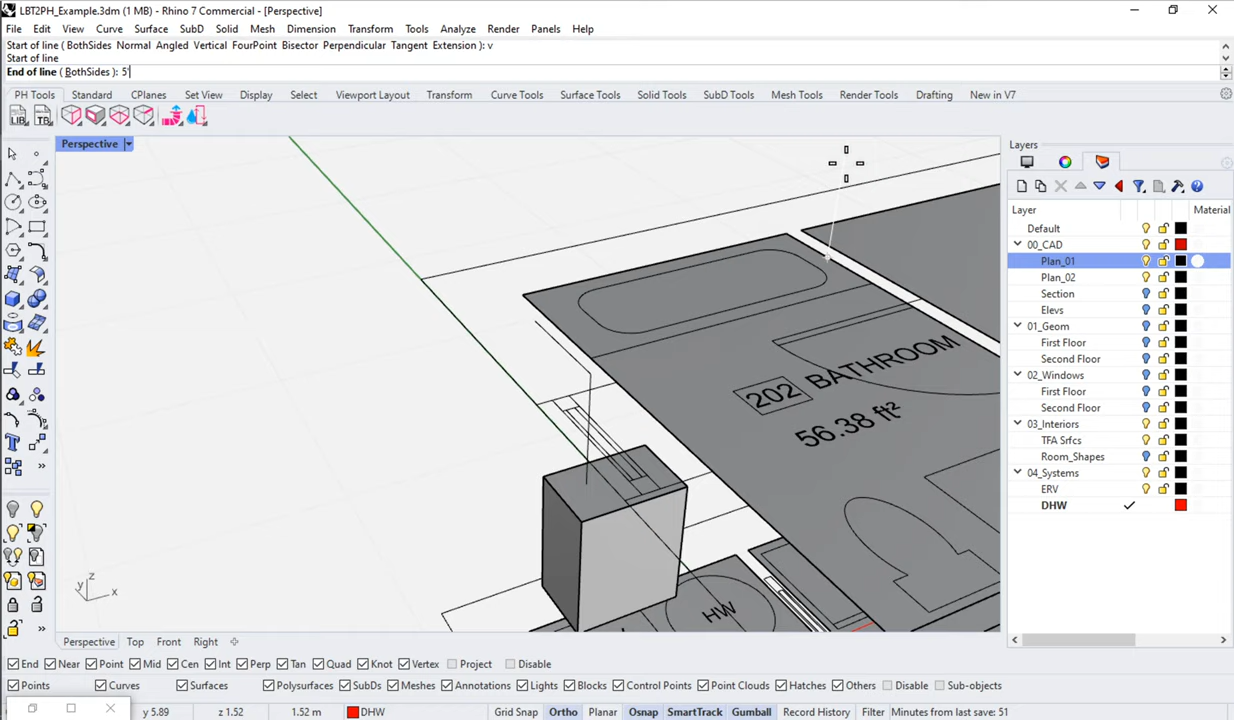 LBT2PH_Example.3dm (1 MB) - Rhino 7 Commercial - [Perspective]
File Edit View Curve Surface SubD Solid Mesh Dimension Transform Tools Analyze Render Panels Help
Start of line ( BothSides Normal Angled Vertical FourPoint Bisector Perpendicular Tangent Extension ): v
Start of line
End of line ( BothSides ): 5'
PH Tools Standard CPlanes Set View Display Select Viewport Layout Transform Curve Tools Surface Tools Solid Tools SubD Tools Mesh Tools Render Tools Drafting New in V7
LIB TB
Perspective
Layers
Layer Material
Default
00_CAD
Plan_01
Plan_02
Section
Elevs
01_Geom
First Floor
Second Floor
02_Windows
First Floor
Second Floor
03_Interiors
TFA Srfcs
Room_Shapes
04_Systems
ERV
DHW
202 BATHROOM
56.38 ft²
HW
z
y x
Perspective Top Front Right
End Near Point Mid Cen Int Perp Tan Quad Knot Vertex Project Disable
Points Curves Surfaces Polysurfaces SubDs Meshes Annotations Lights Blocks Control Points Point Clouds Hatches Others Disable Sub-objects
y 5.89 z 1.52 1.52 m DHW Grid Snap Ortho Planar Osnap SmartTrack Gumball Record History Filter Minutes from last save: 51